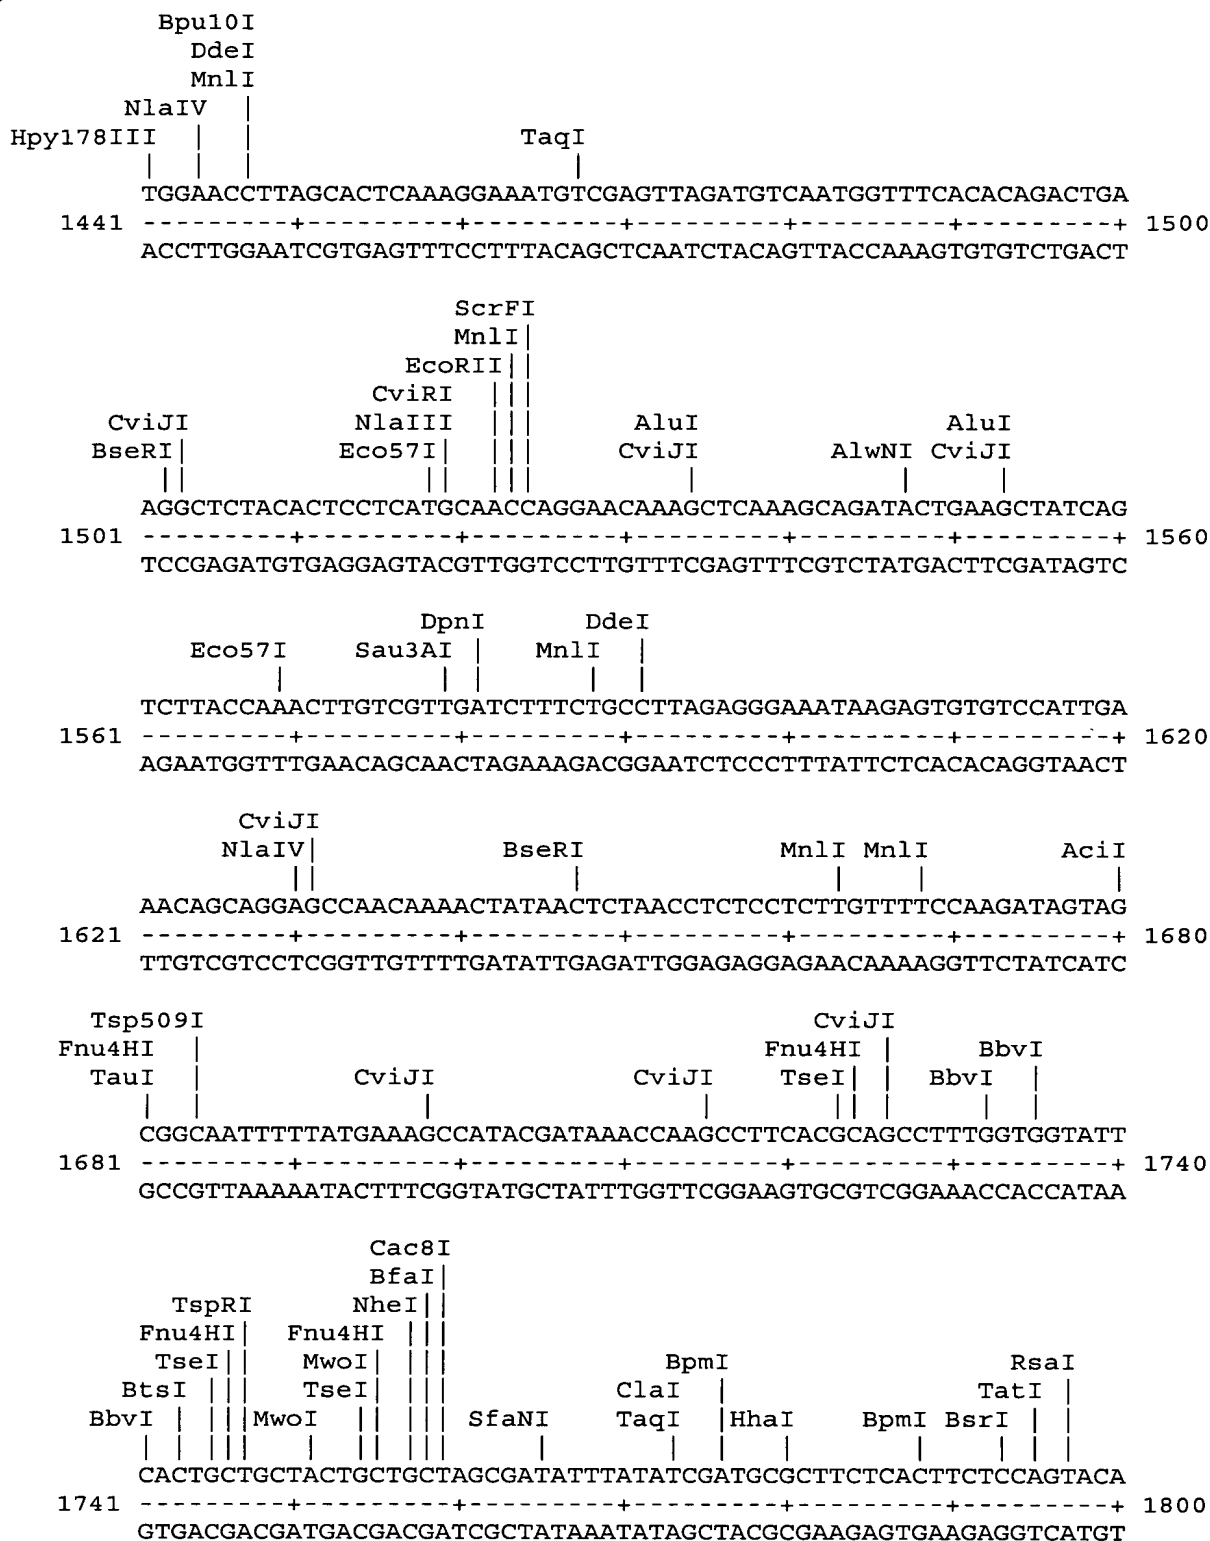 Bpu10I
DdeI
MnlI
NlaIV |
Hpy178III | | TaqI
| | | |
TGGAACCTTAGCACTCAAAGGAAATGTCGAGTTAGATGTCAATGGTTTCACACAGACTGA
1441 ---------+---------+---------+---------+---------+---------+ 1500
ACCTTGGAATCGTGAGTTTCCTTTACAGCTCAATCTACAGTTACCAAAGTGTGTCTGACT
ScrFI
MnlI|
EcoRII||
CviRI |||
CviJI NlaIII ||| AluI AluI
BseRI| Eco57I| ||| CviJI AlwNI CviJI
|| || ||| | | |
AGGCTCTACACTCCTCATGCAACCAGGAACAAAGCTCAAAGCAGATACTGAAGCTATCAG
1501 ---------+---------+---------+---------+---------+---------+ 1560
TCCGAGATGTGAGGAGTACGTTGGTCCTTGTTTCGAGTTTCGTCTATGACTTCGATAGTC
DpnI DdeI
Eco57I Sau3AI | MnlI |
| | | | |
TCTTACCAAACTTGTCGTTGATCTTTCTGCCTTAGAGGGAAATAAGAGTGTGTCCATTGA
1561 ---------+---------+---------+---------+---------+---------+ 1620
AGAATGGTTTGAACAGCAACTAGAAAGACGGAATCTCCCTTTATTCTCACACAGGTAACT
CviJI
NlaIV| BseRI MnlI MnlI AciI
|| | | | |
AACAGCAGGAGCCAACAAAACTATAACTCTAACCTCTCCTCTTGTTTTCCAAGATAGTAG
1621 ---------+---------+---------+---------+---------+---------+ 1680
TTGTCGTCCTCGGTTGTTTTGATATTGAGATTGGAGAGGAGAACAAAAGGTTCTATCATC
Tsp509I CviJI
Fnu4HI | Fnu4HI | BbvI
TauI | CviJI CviJI TseI| | BbvI |
| | | | || | | |
CGGCAATTTTTATGAAAGCCATACGATAAACCAAGCCTTCACGCAGCCTTTGGTGGTATT
1681 ---------+---------+---------+---------+---------+---------+ 1740
GCCGTTAAAAATACTTTCGGTATGCTATTTGGTTCGGAAGTGCGTCGGAAACCACCATAA
Cac8I
BfaI|
TspRI NheI||
Fnu4HI| Fnu4HI |||
TseI|| MwoI| ||| BpmI RsaI
BtsI ||| TseI| ||| ClaI | TatI |
BbvI | ||| MwoI || ||| SfaNI TaqI |HhaI BpmI BsrI | |
| | ||| | || ||| | | | | | | | |
CACTGCTGCTACTGCTGCTAGCGATATTTATATCGATGCGCTTCTCACTTCTCCAGTACA
1741 ---------+---------+---------+---------+---------+---------+ 1800
GTGACGACGATGACGACGATCGCTATAAATATAGCTACGCGAAGAGTGAAGAGGTCATGT